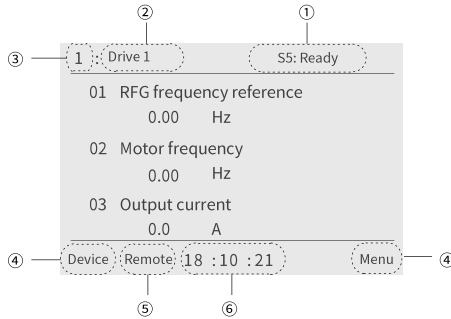 ② ①
③ 1 : Drive 1 S5: Ready
01 RFG frequency reference
0.00 Hz
02 Motor frequency
0.00 Hz
03 Output current
0.0 A
④ Device Remote 18 :10 :21 Menu ④
⑤ ⑥